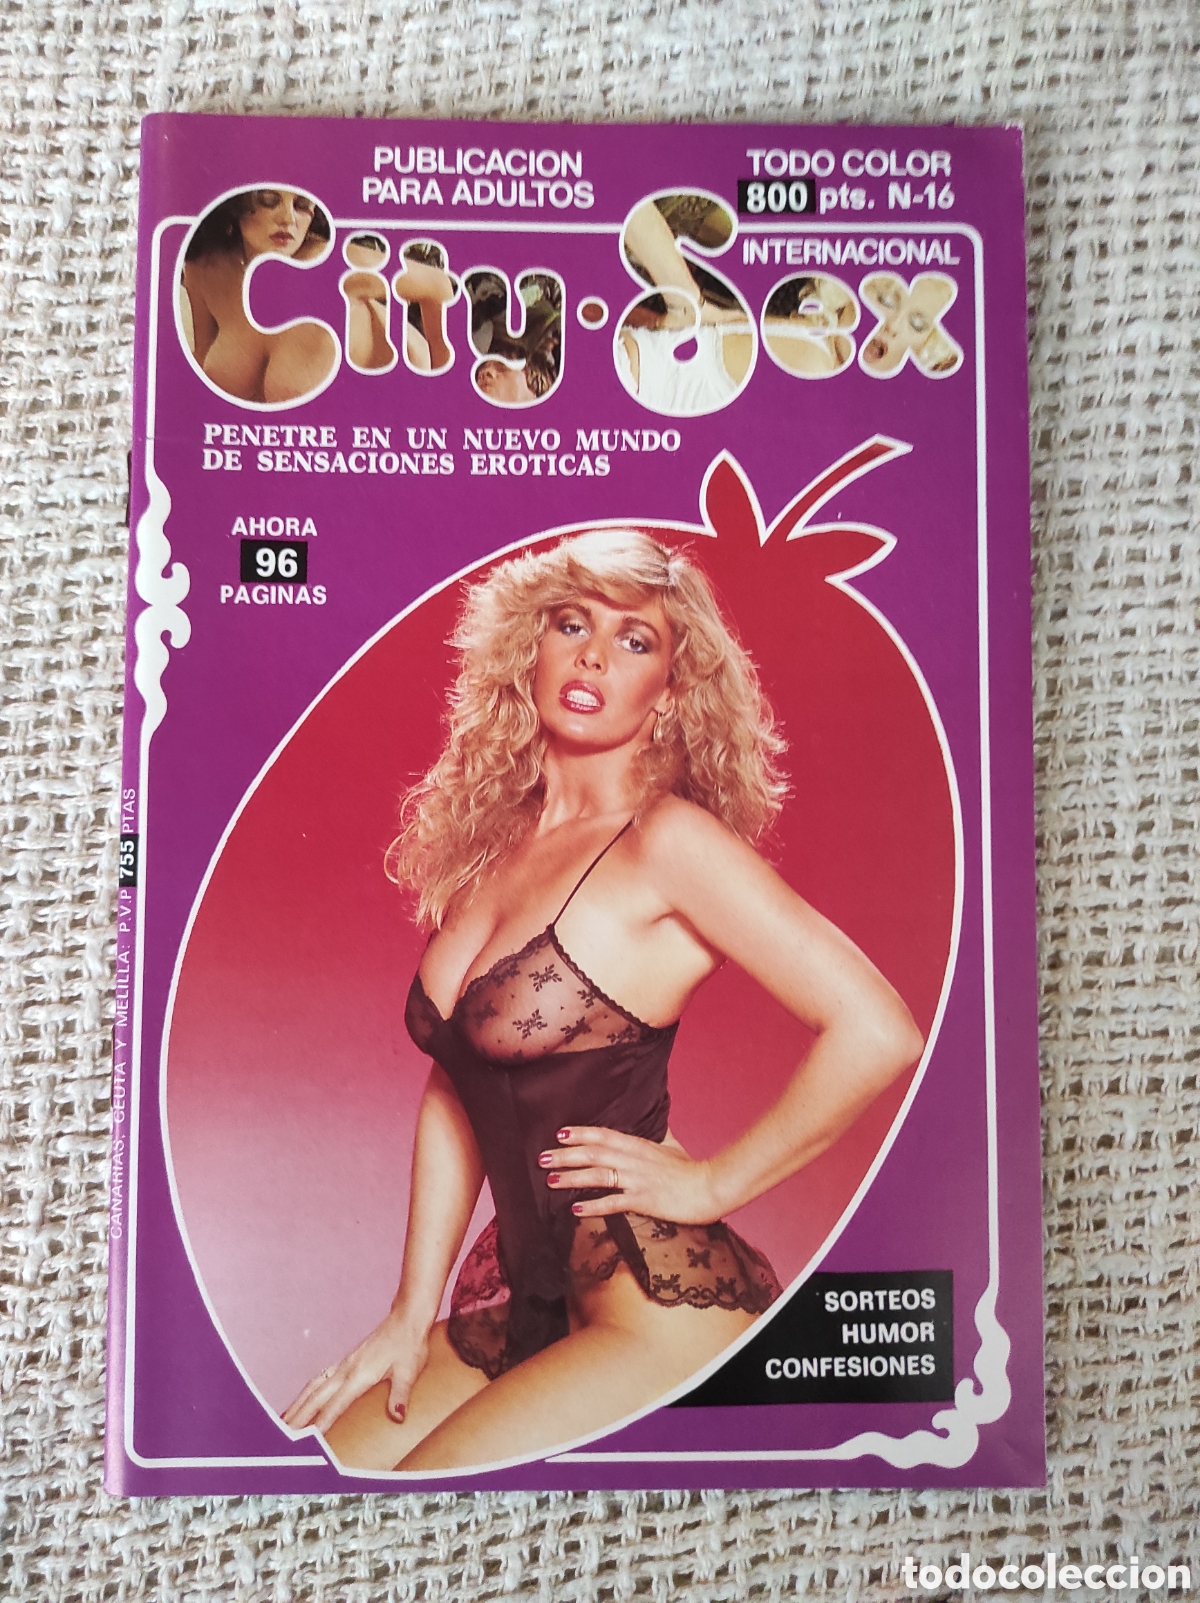 PUBLICACION
PARA ADULTOS
TODO COLOR
800 pts. N-16
INTERNACIONAL
City·Sex
PENETRE EN UN NUEVO MUNDO
DE SENSACIONES EROTICAS
AHORA
96
PAGINAS
CANARIAS, CEUTA Y MELILLA: P.V.P 755 PTAS
SORTEOS
HUMOR
CONFESIONES
todocoleccion